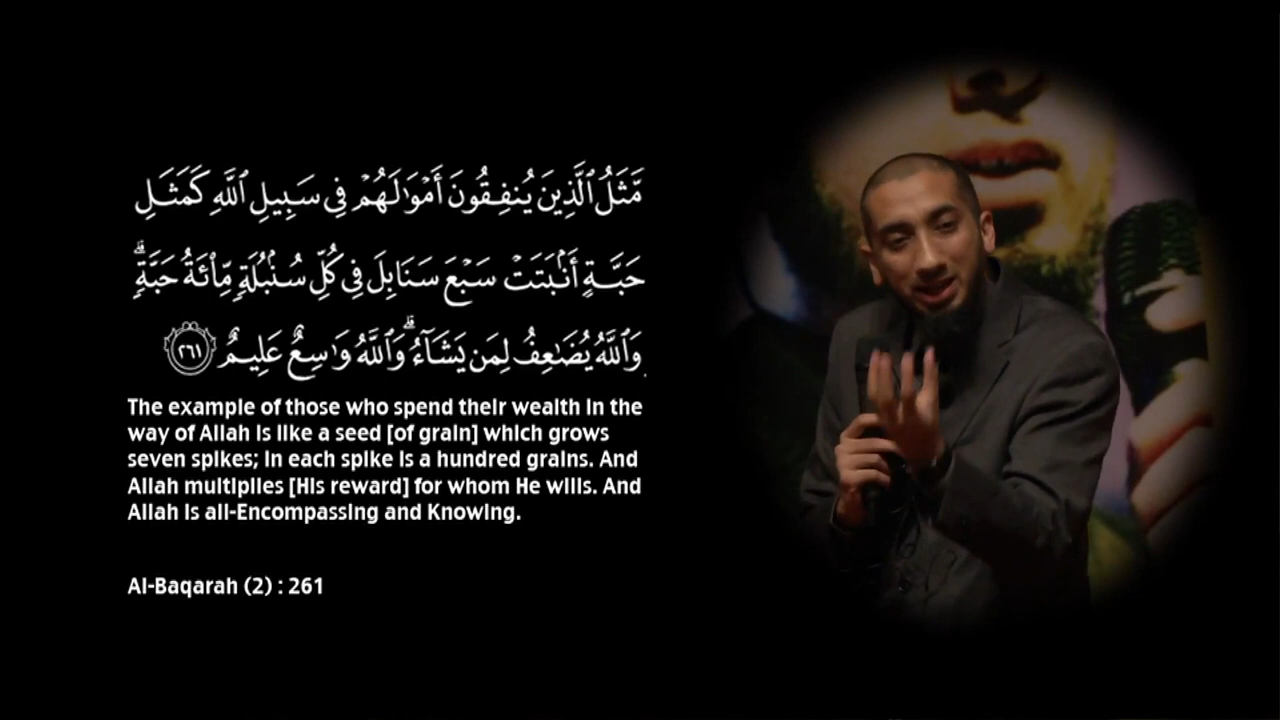 مَّثَلُ ٱلَّذِينَ يُنفِقُونَ أَمْوَٰلَهُمْ فِى سَبِيلِ ٱللَّهِ كَمَثَلِ
حَبَّةٍ أَنۢبَتَتْ سَبْعَ سَنَابِلَ فِى كُلِّ سُنۢبُلَةٍ مِّا۟ئَةُ حَبَّةٍ ۗ
وَٱللَّهُ يُضَٰعِفُ لِمَن يَشَآءُ ۗ وَٱللَّهُ وَٰسِعٌ عَلِيمٌ ٢٦١
The example of those who spend their wealth in the
way of Allah is like a seed [of grain] which grows
seven spikes; in each spike is a hundred grains. And
Allah multiplies [His reward] for whom He wills. And
Allah is all-Encompassing and Knowing.
Al-Baqarah (2) : 261